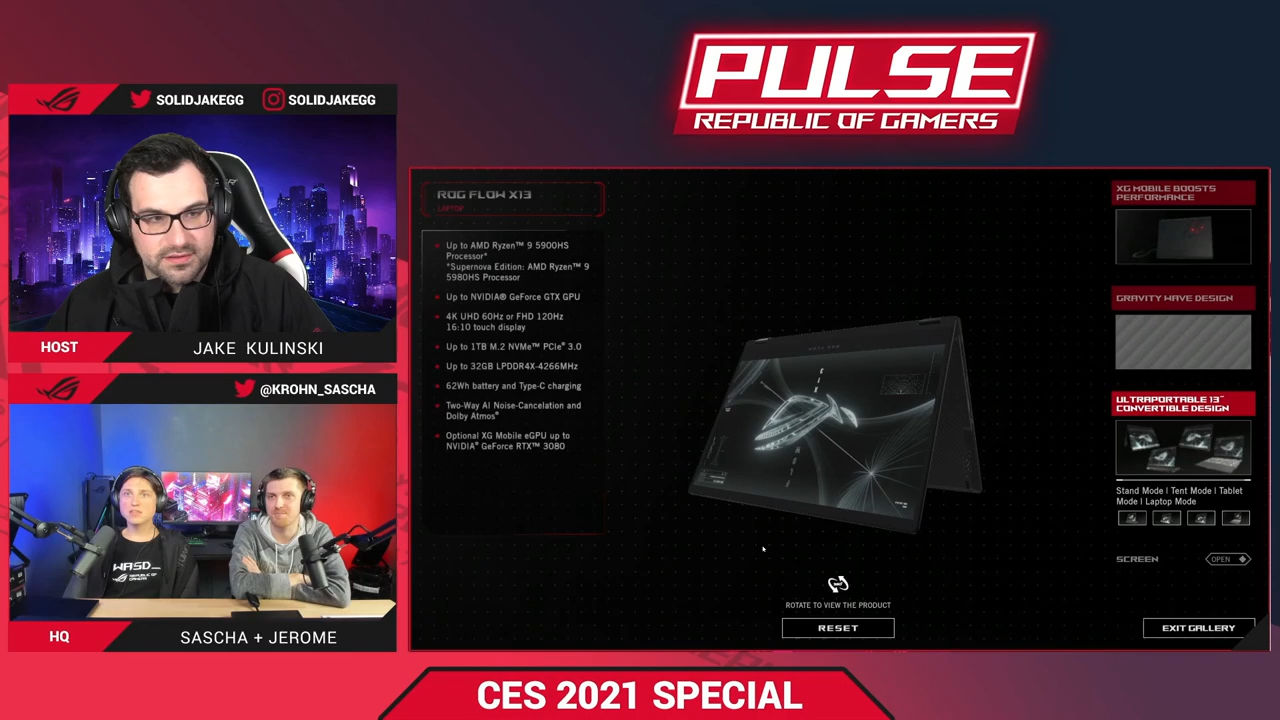 PULSE
REPUBLIC OF GAMERS
SOLIDJAKEGG
SOLIDJAKEGG
HOST
JAKE KULINSKI
@KROHN_SASCHA
WASD_
REPUBLIC OF
GAMERS
HQ
SASCHA + JEROME
ROG FLOW X13
LAPTOP
Up to AMD Ryzen™ 9 5900HS
Processor*
*Supernova Edition: AMD Ryzen™ 9
5980HS Processor
Up to NVIDIA® GeForce GTX GPU
4K UHD 60Hz or FHD 120Hz
16:10 touch display
Up to 1TB M.2 NVMe™ PCIe® 3.0
Up to 32GB LPDDR4X-4266MHz
62Wh battery and Type-C charging
Two-Way AI Noise-Cancelation and
Dolby Atmos®
Optional XG Mobile eGPU up to
NVIDIA® GeForce RTX™ 3080
ROTATE TO VIEW THE PRODUCT
RESET
XG MOBILE BOOSTS
PERFORMANCE
GRAVITY WAVE DESIGN
ULTRAPORTABLE 13"
CONVERTIBLE DESIGN
Stand Mode | Tent Mode | Tablet
Mode | Laptop Mode
SCREEN
OPEN
EXIT GALLERY
CES 2021 SPECIAL